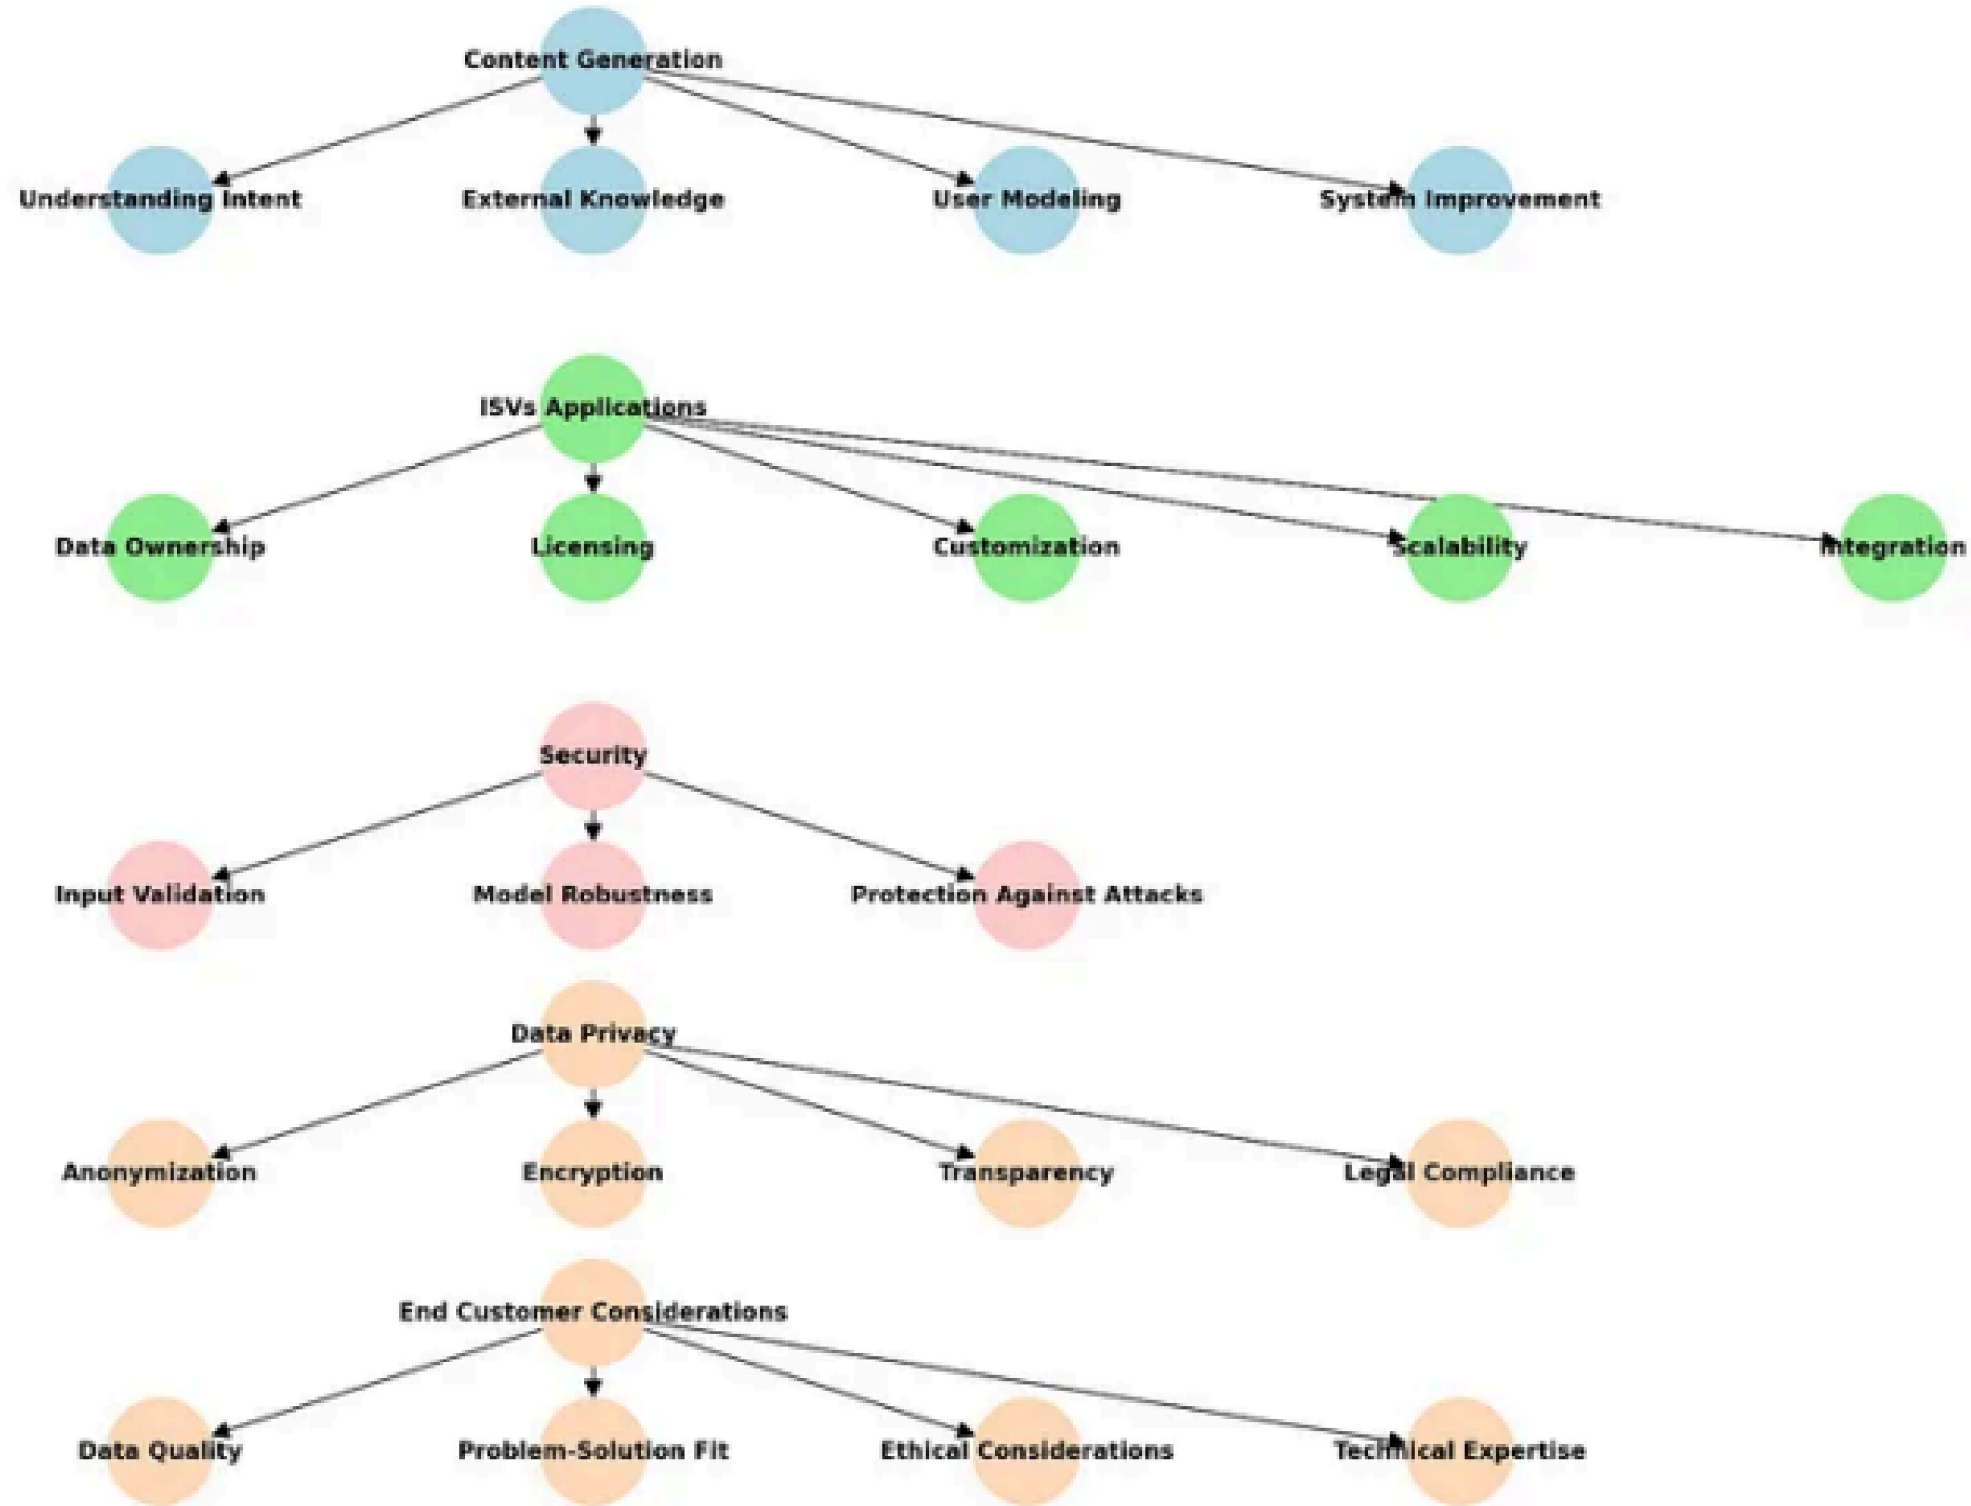 Content Generation
Understanding Intent
External Knowledge
User Modeling
System Improvement
ISVs Applications
Data Ownership
Licensing
Customization
Scalability
Integration
Security
Input Validation
Model Robustness
Protection Against Attacks
Data Privacy
Anonymization
Encryption
Transparency
Legal Compliance
End Customer Considerations
Data Quality
Problem-Solution Fit
Ethical Considerations
Technical Expertise